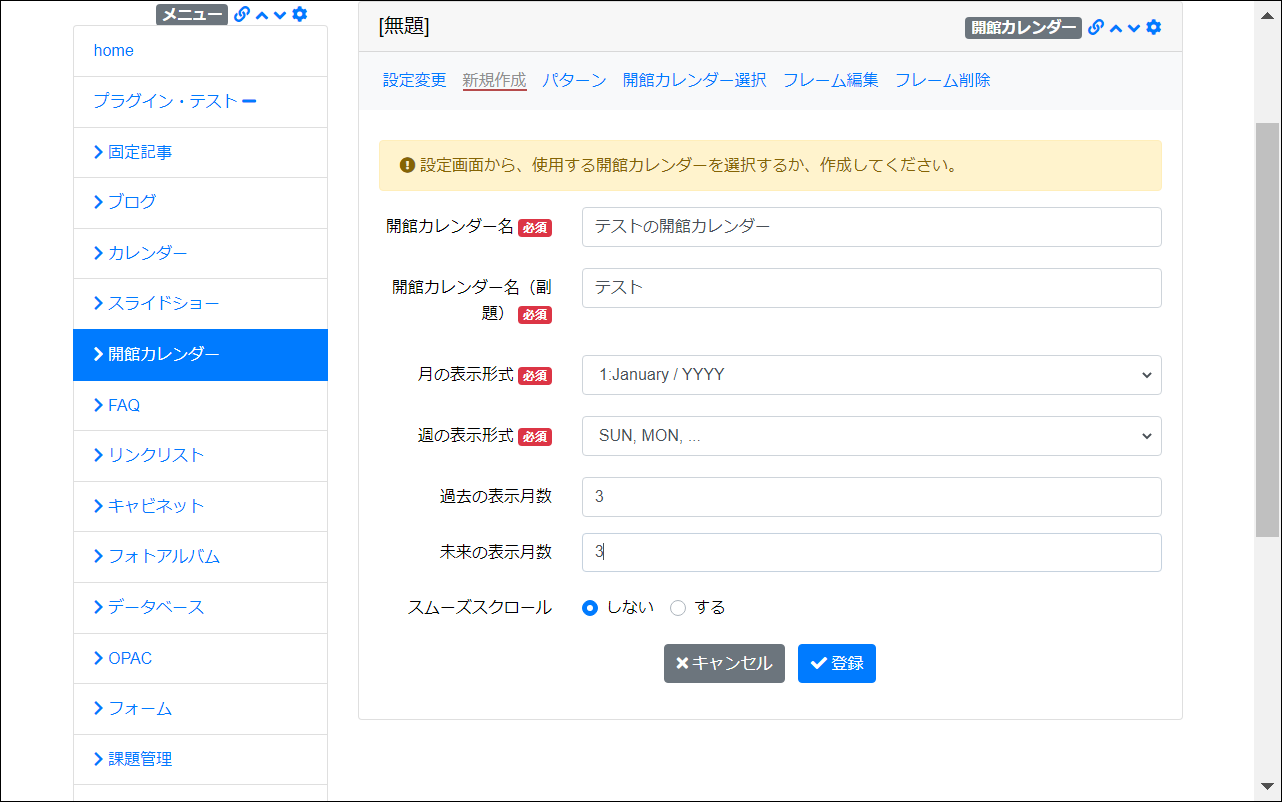 メニュー
home
プラグイン・テスト
固定記事
ブログ
カレンダー
スライドショー
開館カレンダー
FAQ
リンクリスト
キャビネット
フォトアルバム
データベース
OPAC
フォーム
課題管理
[無題]
開館カレンダー
設定変更 新規作成 パターン 開館カレンダー選択 フレーム編集 フレーム削除
設定画面から、使用する開館カレンダーを選択するか、作成してください。
開館カレンダー名 必須 テストの開館カレンダー
開館カレンダー名（副 テスト
題） 必須
月の表示形式 必須 1:January / YYYY
週の表示形式 必須 SUN, MON, ...
過去の表示月数 3
未来の表示月数 3
スムーズスクロール しない する
キャンセル 登録